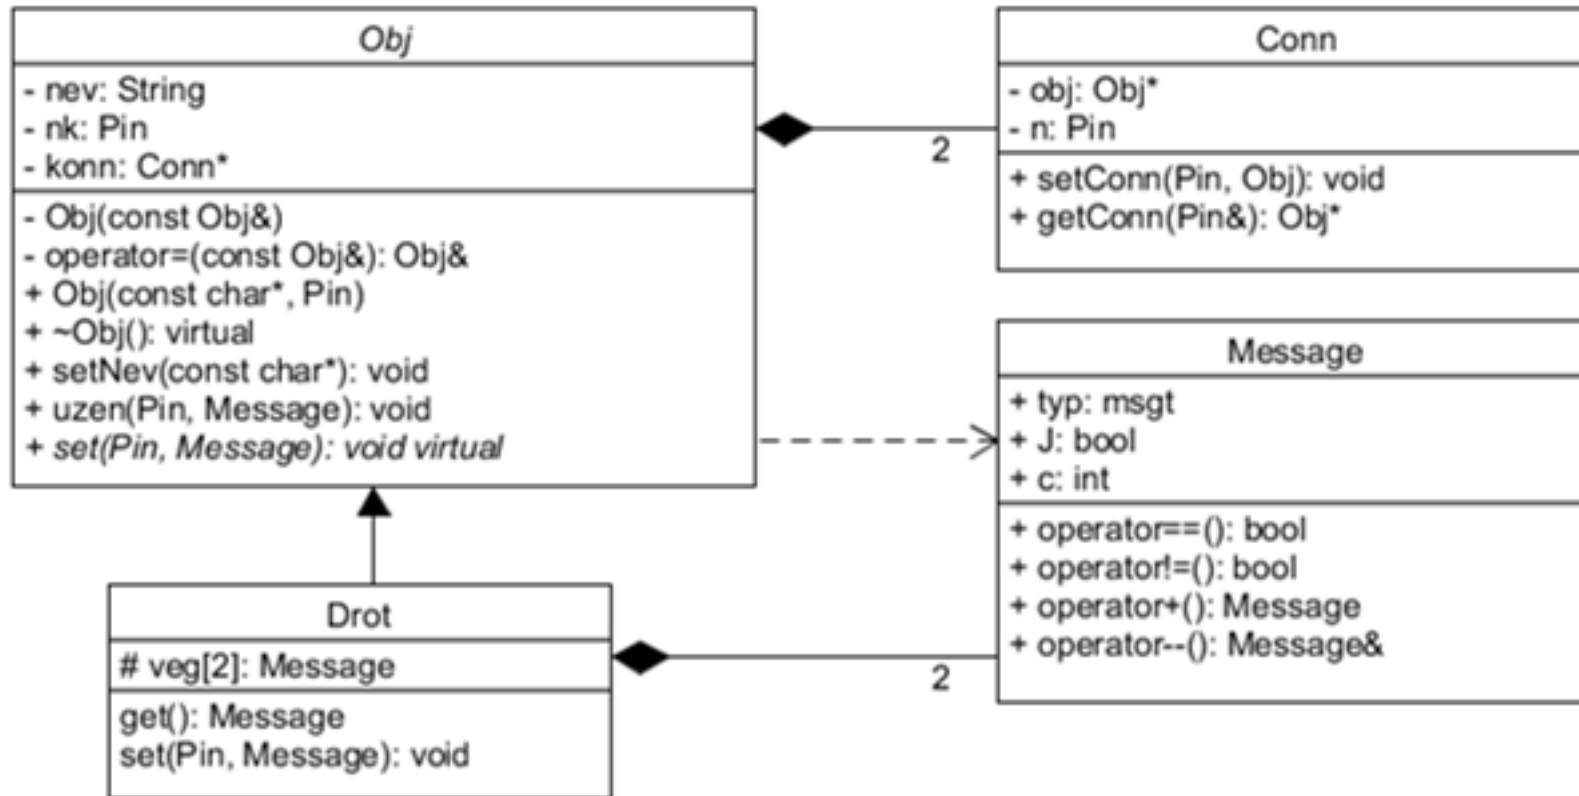 Obj
- nev: String
- nk: Pin
- konn: Conn*
- Obj(const Obj&)
- operator=(const Obj&): Obj&
+ Obj(const char*, Pin)
+ ~Obj(): virtual
+ setNev(const char*): void
+ uzen(Pin, Message): void
+ set(Pin, Message): void virtual
2
Conn
- obj: Obj*
- n: Pin
+ setConn(Pin, Obj): void
+ getConn(Pin&): Obj*
Message
+ typ: msgt
+ J: bool
+ c: int
+ operator==(): bool
+ operator!=(): bool
+ operator+(): Message
+ operator--(): Message&
Drot
# veg[2]: Message
get(): Message
set(Pin, Message): void
2